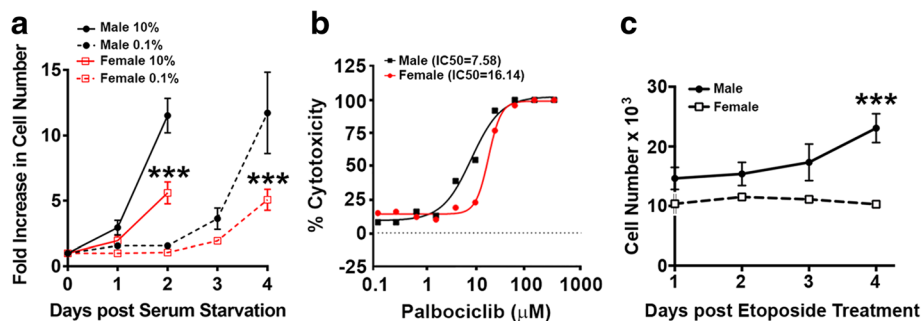 a
Male 10%
Male 0.1%
Female 10%
Female 0.1%
Fold Increase in Cell Number
15
10
5
0
***
***
0 1 2 3 4
Days post Serum Starvation
b
Male (IC50=7.58)
Female (IC50=16.14)
% Cytotoxicity
125
100
75
50
25
0
-25
0.1 1 10 100 1000
Palbociclib (μM)
c
Male
Female
Cell Number x 10³
30
20
10
0
***
1 2 3 4
Days post Etoposide Treatment